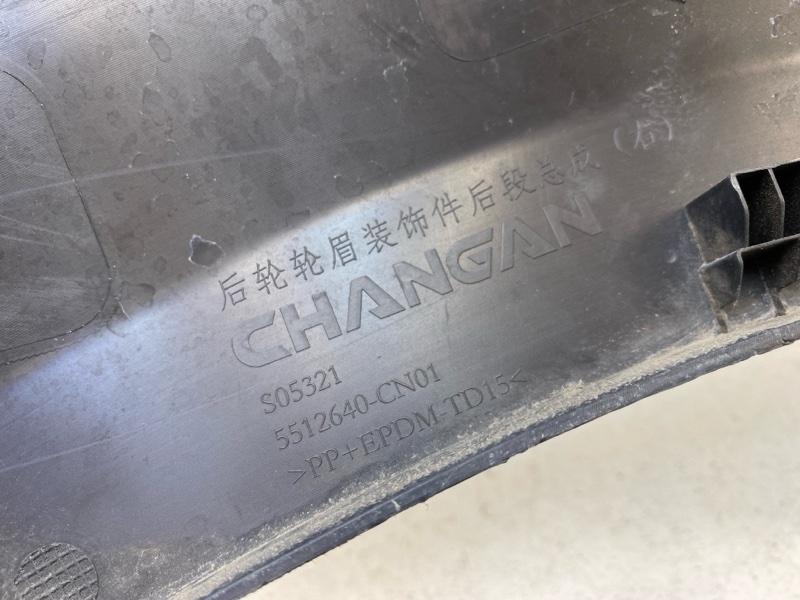 后轮轮眉装饰件后段总成（右）
CHANGAN
S05321
5512640-CN01
>PP+EPDM-TD15<